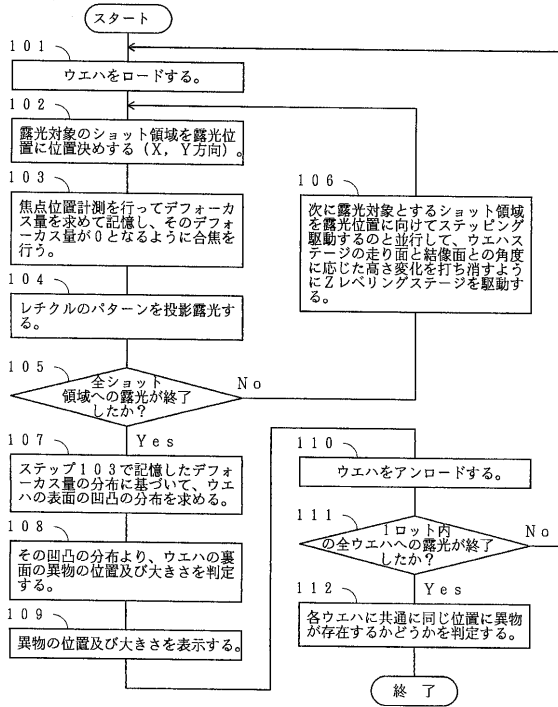 スタート
101
ウエハをロードする。
102
露光対象のショット領域を露光位
置に位置決めする(X,Y方向)。
103
焦点位置計測を行ってデフォーカ
ス量を求めて記憶し、そのデフォ
ーカス量が0となるように合焦を
行う。
104
レチクルのパターンを投影露光す
る。
105
全ショット
領域への露光が終了
したか?
No
Yes
106
次に露光対象とするショット領域
を露光位置に向けてステッピング
駆動するのと並行して、ウエハス
テージの走り面と結像面との角度
に応じた高さ変化を打ち消すよう
にZレベリングステージを駆動す
る。
107
ステップ103で記憶したデフォ
ーカス量の分布に基づいて、ウエ
ハの表面の凹凸の分布を求める。
108
その凹凸の分布より、ウエハの裏
面の異物の位置及び大きさを判定
する。
109
異物の位置及び大きさを表示する。
110
ウエハをアンロードする。
111
1ロット内
の全ウエハへの露光が終了
したか?
No
Yes
112
各ウエハに共通に同じ位置に異物
が存在するかどうかを判定する。
終了